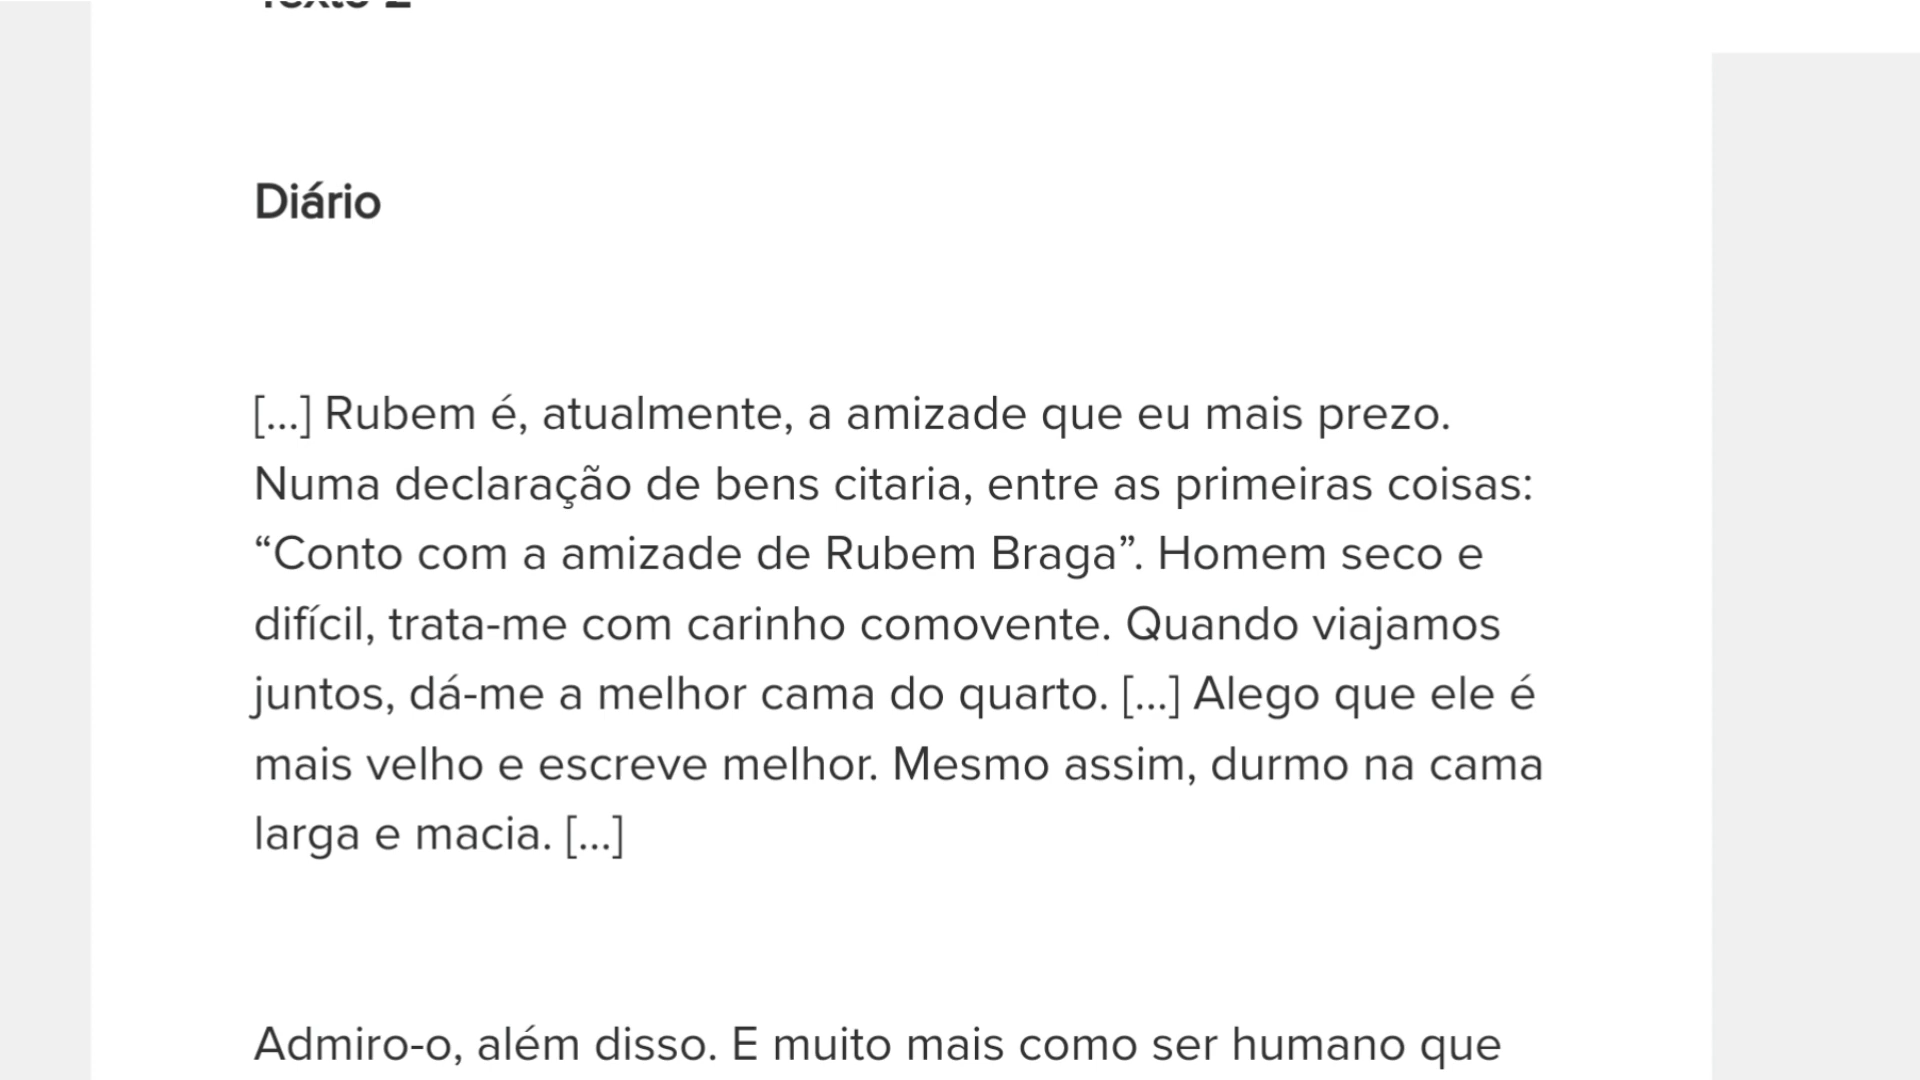 Texto 2
Diário
[...] Rubem é, atualmente, a amizade que eu mais prezo.
Numa declaração de bens citaria, entre as primeiras coisas:
“Conto com a amizade de Rubem Braga”. Homem seco e
difícil, trata-me com carinho comovente. Quando viajamos
juntos, dá-me a melhor cama do quarto. [...] Alego que ele é
mais velho e escreve melhor. Mesmo assim, durmo na cama
larga e macia. [...]
Admiro-o, além disso. E muito mais como ser humano que